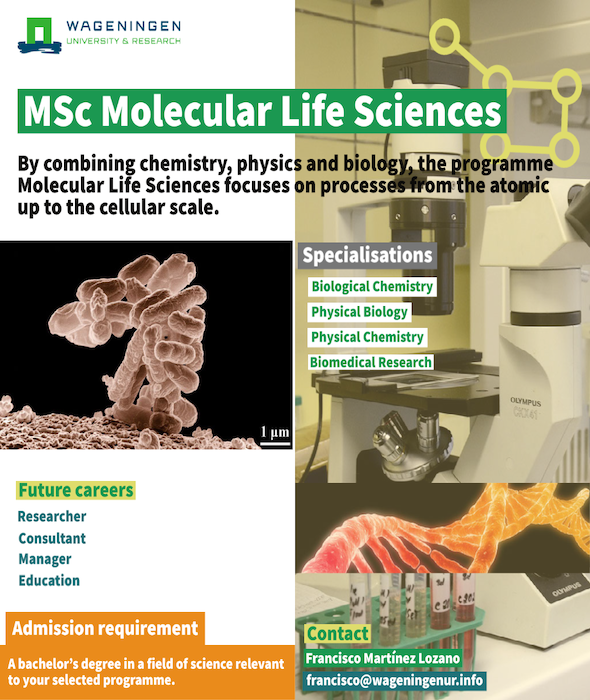 WAGENINGEN
UNIVERSITY & RESEARCH
MSc Molecular Life Sciences
By combining chemistry, physics and biology, the programme
Molecular Life Sciences focuses on processes from the atomic
up to the cellular scale.
Specialisations
Biological Chemistry
Physical Biology
Physical Chemistry
Biomedical Research
OLYMPUS
1 µm
Future careers
Researcher
Consultant
Manager
Education
Admission requirement
A bachelor's degree in a field of science relevant
to your selected programme.
OLYMPUS
Contact
Francisco Martínez Lozano
francisco@wageningenur.info